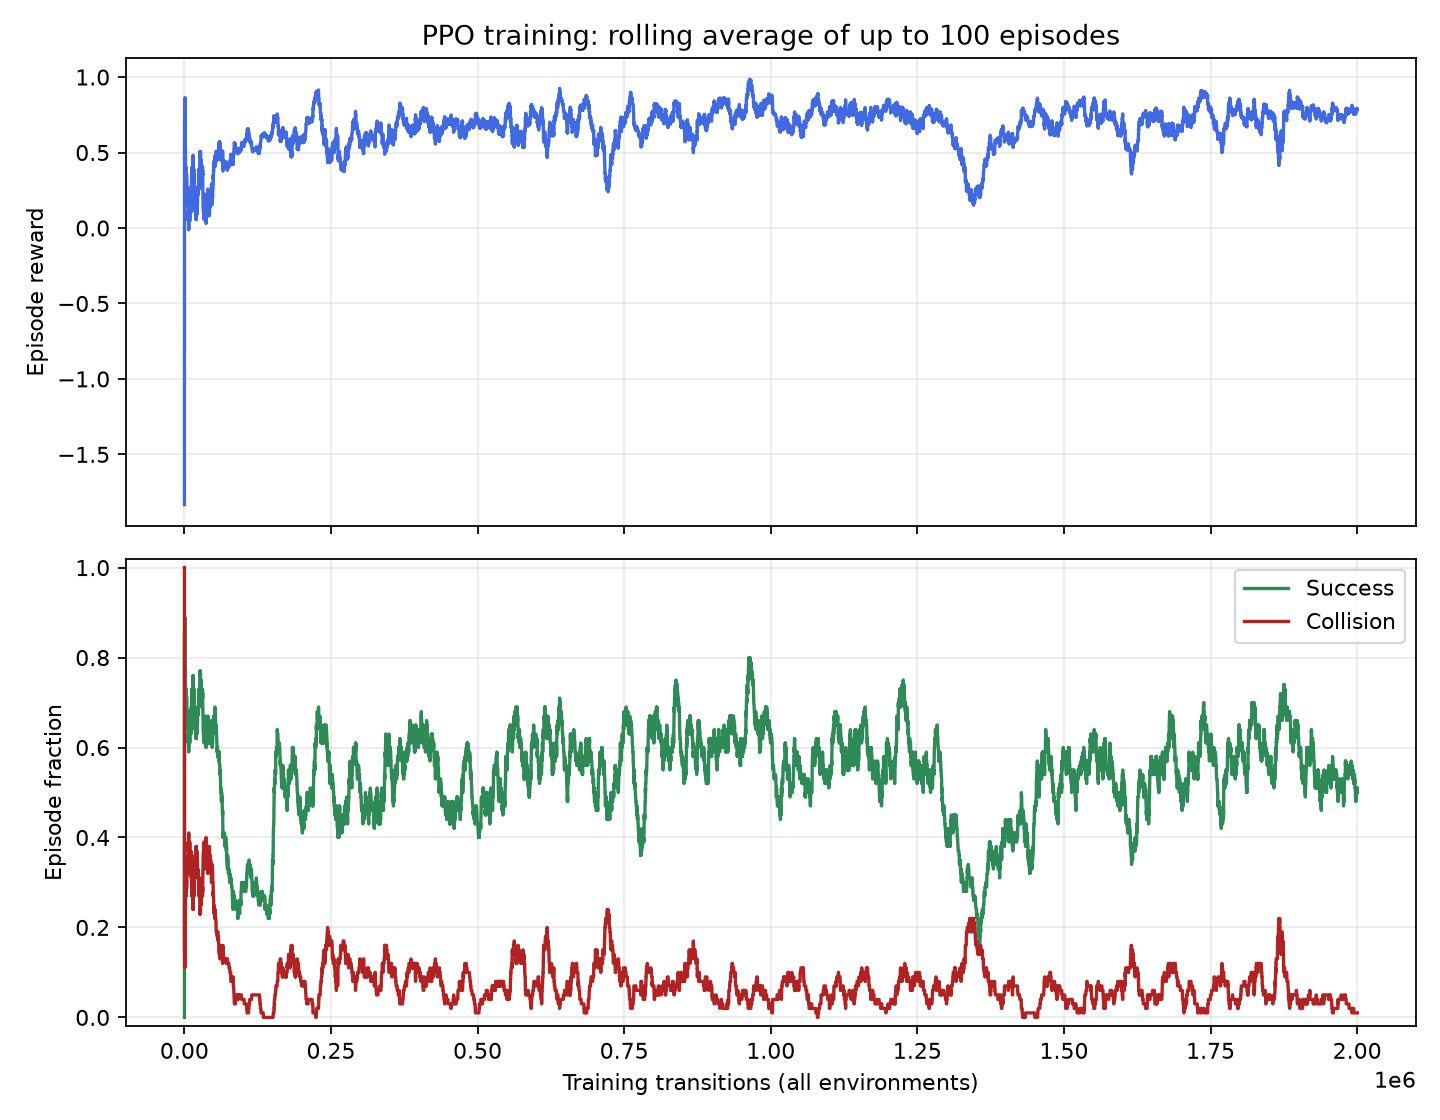 PPO training: rolling average of up to 100 episodes
1.0
0.5
0.0
−0.5
−1.0
−1.5
Episode reward
1.0
0.8
0.6
0.4
0.2
0.0
Episode fraction
Success
Collision
0.00 0.25 0.50 0.75 1.00 1.25 1.50 1.75 2.00
1e6
Training transitions (all environments)